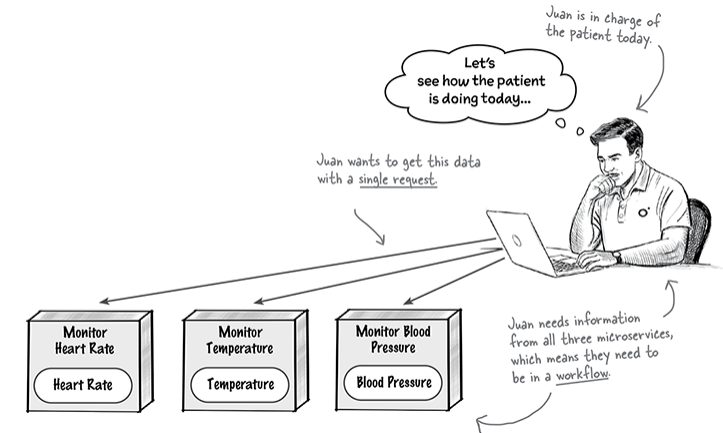 Juan is in charge of
the patient today.
Let's
see how the patient
is doing today...
Juan wants to get this data
with a single request.
Monitor
Heart Rate
Heart Rate
Monitor
Temperature
Temperature
Monitor Blood
Pressure
Blood Pressure
Juan needs information
from all three microservices,
which means they need to
be in a workflow.